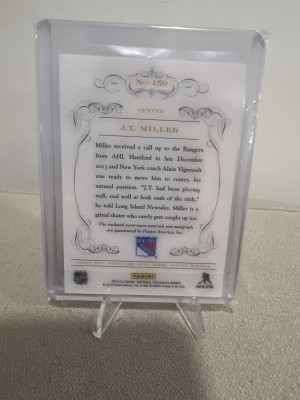 No. 159
CENTER
J.T. MILLER
Miller received a call up to the Rangers
from AHL Hartford in late December
2013 and New York coach Alain Vigneault
was ready to move him to center, his
natural position. "J.T. had been playing
well, real well at both ends of the rink,"
he told Long Island Newsday. Miller is a
gifted skater who rarely gets caught up ice.
The enclosed event-worn material and autograph
are guaranteed by Panini America, Inc.
NHL
PANINI
NHLPA